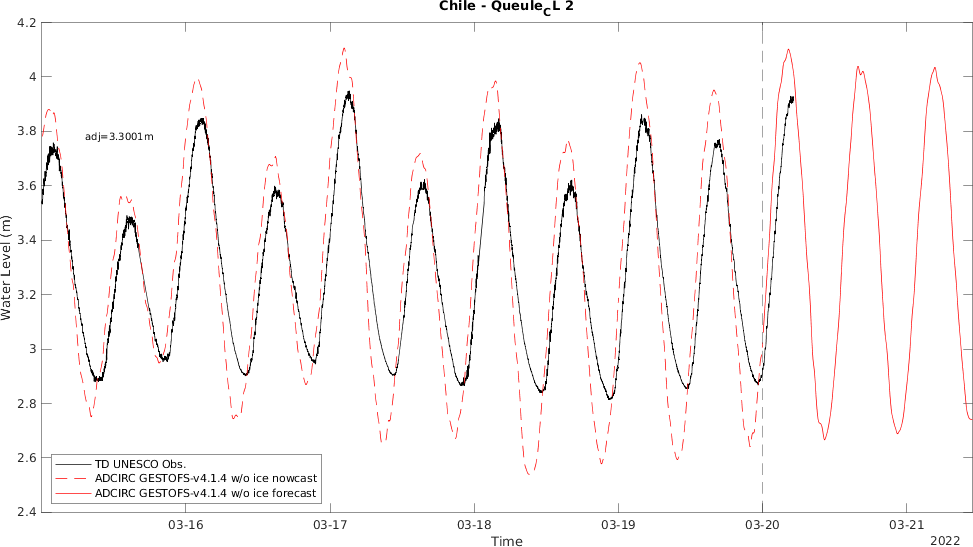 Chile - Queule_CL 2
4.2
4
3.8
3.6
3.4
3.2
3
2.8
2.6
2.4
Water Level (m)
adj=3.3001m
TD UNESCO Obs.
ADCIRC GESTOFS-v4.1.4 w/o ice nowcast
ADCIRC GESTOFS-v4.1.4 w/o ice forecast
03-16 03-17 03-18 03-19 03-20 03-21
Time
2022